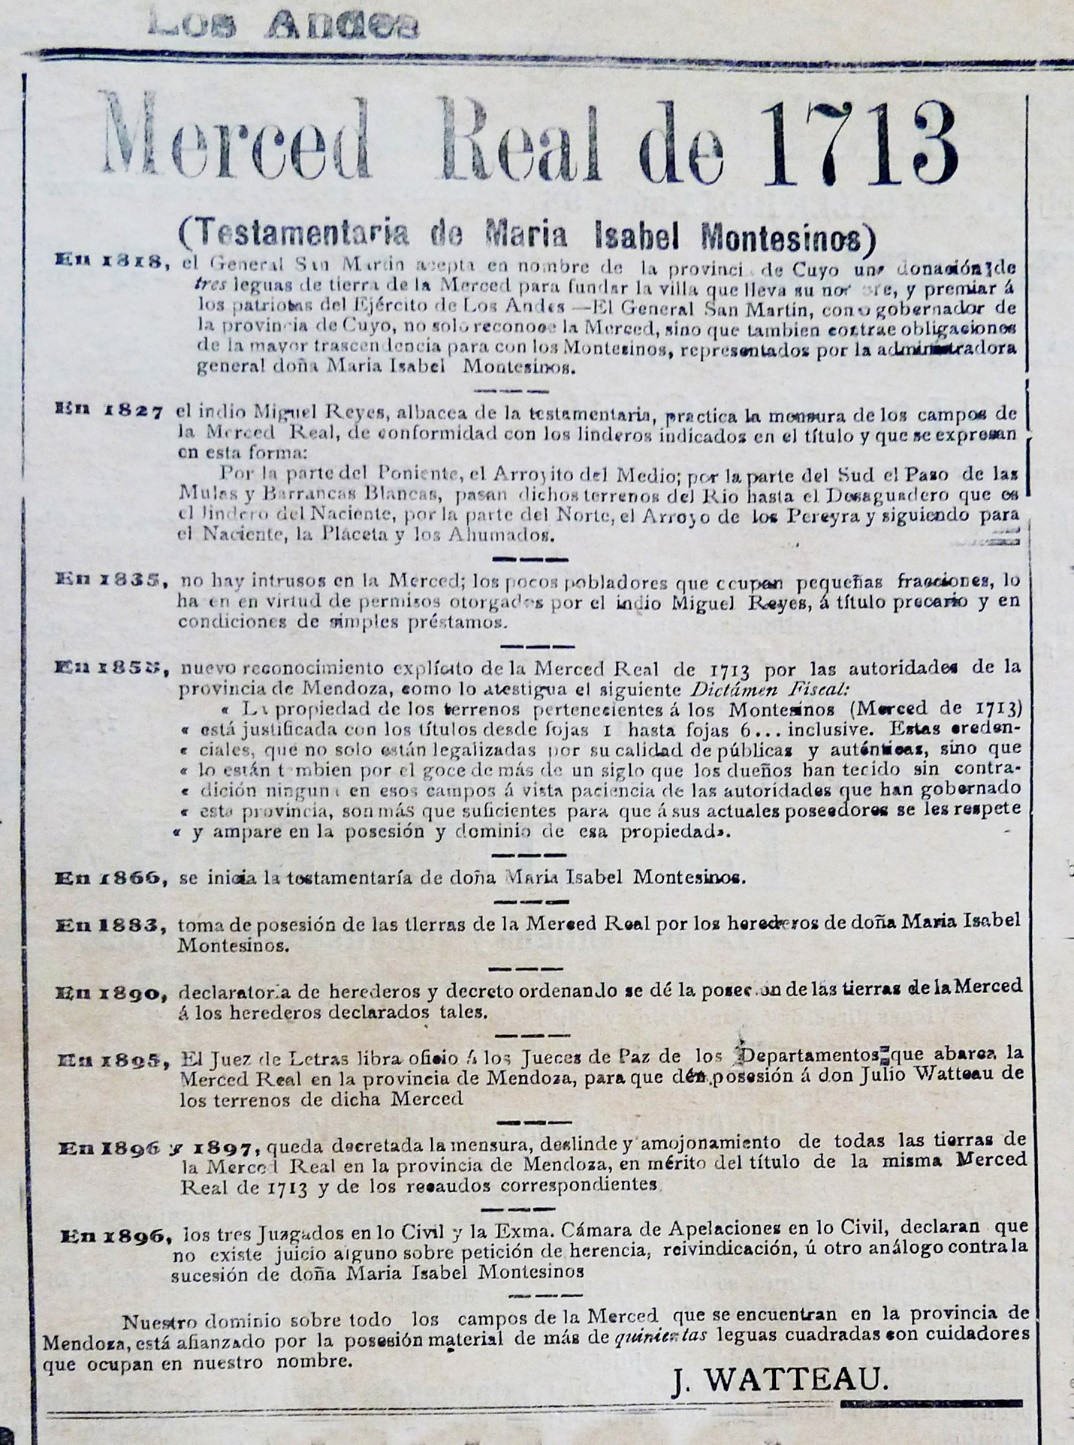 Los Andes
Merced Real de 1713
(Testamentaria de Maria Isabel Montesinos)
En 1818, el General San Martin acepta en nombre de la provinci de Cuyo una donación de
tres leguas de tierra de la Merced para fundar la villa que lleva su nor re, y premiar á
los patriotas del Ejército de Los Andes —El General San Martin, como gobernador de
la provincia de Cuyo, no solo reconoce la Merced, sino que tambien contrae obligaciones
de la mayor trascen lencia para con los Montesinos, representados por la administradora
general doña Maria Isabel Montesinos.
En 1827 el indio Miguel Reyes, albacea de la testamentaria, practica la mensura de los campos de
la Merced Real, de conformidad con los linderos indicados en el título y que se expresan
en esta forma:
Por la parte del Poniente, el Arroyito del Medio; por la parte del Sud el Paso de las
Mulas y Barrancas Blancas, pasan dichos terrenos del Rio hasta el Desaguadero que es
el lindero del Naciente, por la parte del Norte, el Arroyo de los Pereyra y siguiendo para
el Naciente, la Placeta y los Ahumados.
En 1835, no hay intrusos en la Merced; los pocos pobladores que ocupan pequeñas fracciones, lo
ha en en virtud de permisos otorgados por el indio Miguel Reyes, á título precario y en
condiciones de simples préstamos.
En 1858, nuevo reconocimiento explícito de la Merced Real de 1713 por las autoridades de la
provincia de Mendoza, como lo atestigua el siguiente Dictámen Fiscal:
« La propiedad de los terrenos pertenecientes á los Montesinos (Merced de 1713)
« está justificada con los títulos desde fojas 1 hasta fojas 6... inclusive. Estas creden-
« ciales, que no solo están legalizadas por su calidad de públicas y auténticas, sino que
« lo están t mbien por el goce de más de un siglo que los dueños han tecido sin contra-
« dición ninguna en esos campos á vista paciencia de las autoridades que han gobernado
« esta provincia, son más que suficientes para que á sus actuales poseedores se les respete
« y ampare en la posesión y dominio de esa propiedad».
En 1866, se inicia la testamentaría de doña Maria Isabel Montesinos.
En 1883, toma de posesión de las tierras de la Merced Real por los herederos de doña Maria Isabel
Montesinos.
En 1890, declaratoria de herederos y decreto ordenando se dé la posec on de las tierras de la Merced
á los herederos declarados tales.
En 1895, El Juez de Letras libra oficio á los Jueces de Paz de los Departamentos que abarca la
Merced Real en la provincia de Mendoza, para que dén posesión á don Julio Watteau de
los terrenos de dicha Merced
En 1896 y 1897, queda decretada la mensura, deslinde y amojonamiento de todas las tierras de
la Merced Real en la provincia de Mendoza, en mérito del título de la misma Merced
Real de 1713 y de los recaudos correspondientes
En 1896, los tres Juzgados en lo Civil y la Exma. Cámara de Apelaciones en lo Civil, declaran que
no existe juicio alguno sobre petición de herencia, reivindicación, ú otro análogo contra la
sucesión de doña Maria Isabel Montesinos
Nuestro dominio sobre todo los campos de la Merced que se encuentran en la provincia de
Mendoza, está afianzado por la posesión material de más de quinientas leguas cuadradas con cuidadores
que ocupan en nuestro nombre.
J. WATTEAU.